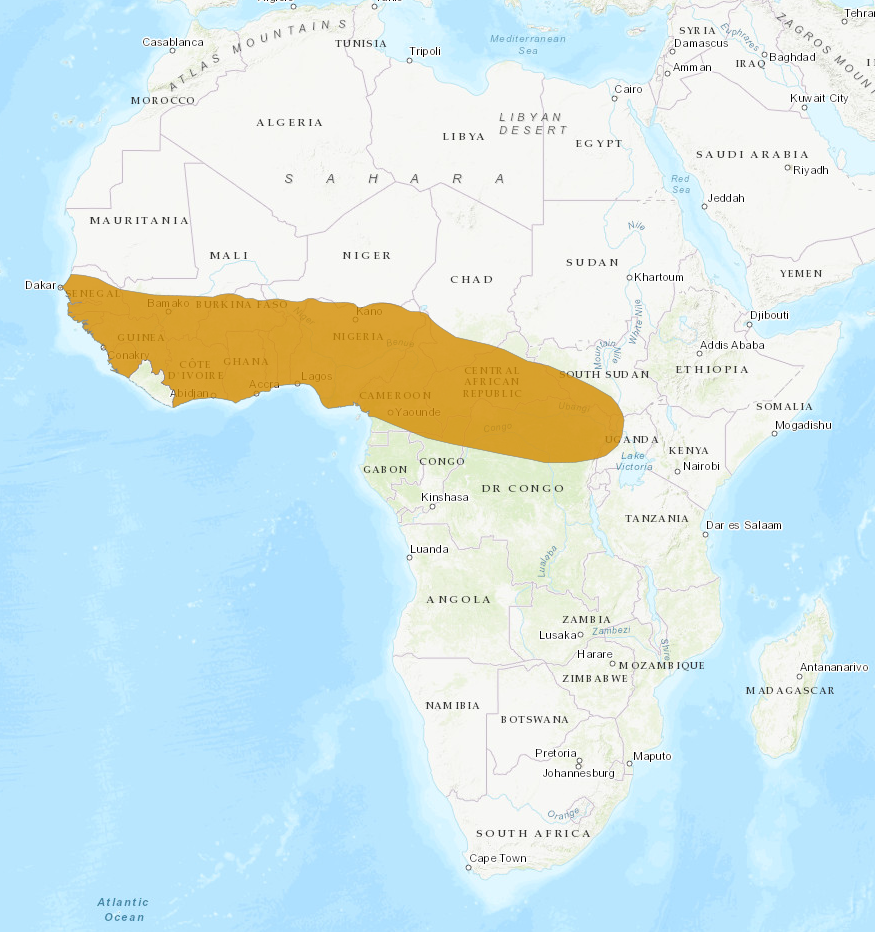 Tehran
Casablanca
ATLAS MOUNTAINS
TUNISIA
Tripoli
Mediterranean
Sea
SYRIA
Damascus
Euphrates
ZAGROS MOUN
Baghdad
IRAQ
Amman
MOROCCO
Cairo
Kuwait City
ALGERIA
LIBYA
LIBYAN
DESERT
EGYPT
SAUDI ARABIA
Riyadh
SAHARA
Red
Sea
Jeddah
MAURITANIA
Nile
MALI
NIGER
CHAD
SUDAN
Khartoum
YEMEN
Dakar
SENEGAL
Bamako
BURKINA FASO
Kano
White Nile
Djibouti
GUINEA
NIGERIA
Benue
Addis Ababa
Conakry
CÔTE
D'IVOIRE
GHANA
Mountain
Nile
ETHIOPIA
CENTRAL
AFRICAN
REPUBLIC
SOUTH SUDAN
Abidjan
Accra
Lagos
CAMEROON
Yaounde
Ubangi
Congo
SOMALIA
Mogadishu
UGANDA
KENYA
Nairobi
Lake
Victoria
GABON
CONGO
DR CONGO
Kinshasa
TANZANIA
Dar es Salaam
Luanda
Lualaba
ANGOLA
ZAMBIA
Lusaka
Zambezi
Shire
Harare
MOZAMBIQUE
ZIMBABWE
Antananarivo
MADAGASCAR
NAMIBIA
BOTSWANA
Pretoria
Johannesburg
Maputo
Orange
SOUTH AFRICA
Cape Town
Atlantic
Ocean